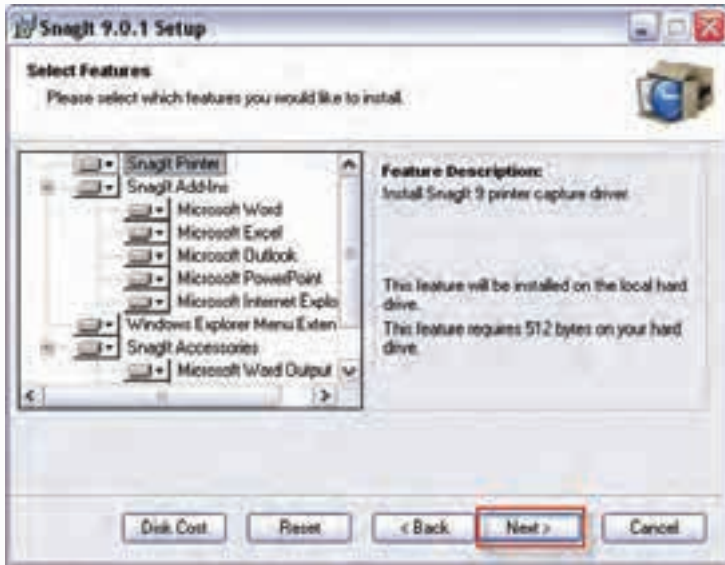 SnagIt 9.0.1 Setup
Select Features
Please select which features you would like to install.
SnagIt Printer
SnagIt Add-Ins
Microsoft Word
Microsoft Excel
Microsoft Outlook
Microsoft PowerPoint
Microsoft Internet Explo
Windows Explorer Menu Exten
SnagIt Accessories
Microsoft Word Output
Feature Description:
Install SnagIt 9 printer capture driver.
This feature will be installed on the local hard
drive.
This feature requires 512 bytes on your hard
drive.
Disk Cost
Reset
< Back
Next >
Cancel